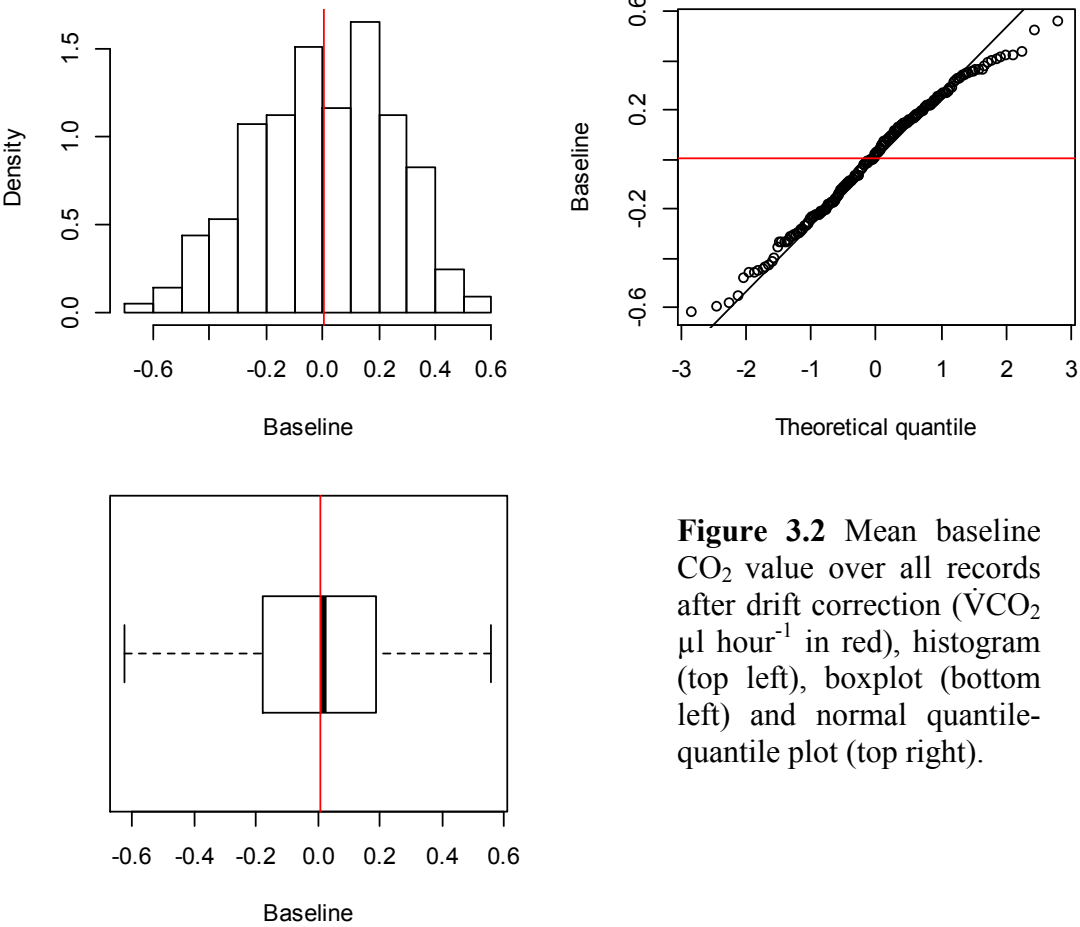 Density
0.0 0.5 1.0 1.5
-0.6 -0.2 0.0 0.2 0.4 0.6
Baseline
Baseline
-0.6 -0.2 0.2 0.6
-3 -2 -1 0 1 2 3
Theoretical quantile
-0.6 -0.4 -0.2 0.0 0.2 0.4 0.6
Baseline
Figure 3.2 Mean baseline
CO₂ value over all records
after drift correction (V̇CO₂
µl hour⁻¹ in red), histogram
(top left), boxplot (bottom
left) and normal quantile-
quantile plot (top right).